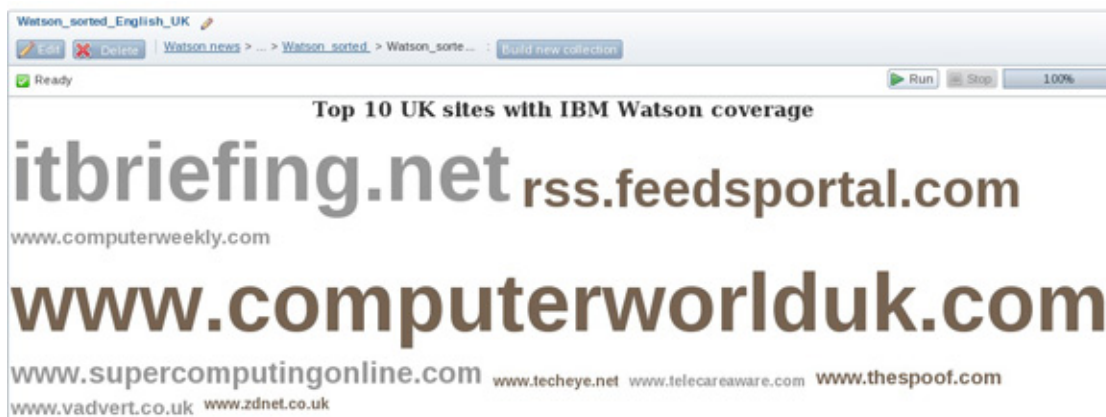 Watson_sorted_English_UK
Edit Delete Watson news > ... > Watson_sorted_ > Watson_sorte... : Build new collection
Ready Run Stop 100%
Top 10 UK sites with IBM Watson coverage
itbriefing.net rss.feedsportal.com
www.computerweekly.com
www.computerworlduk.com
www.supercomputingonline.com www.techeye.net www.telecareaware.com www.thespoof.com
www.vadvert.co.uk www.zdnet.co.uk